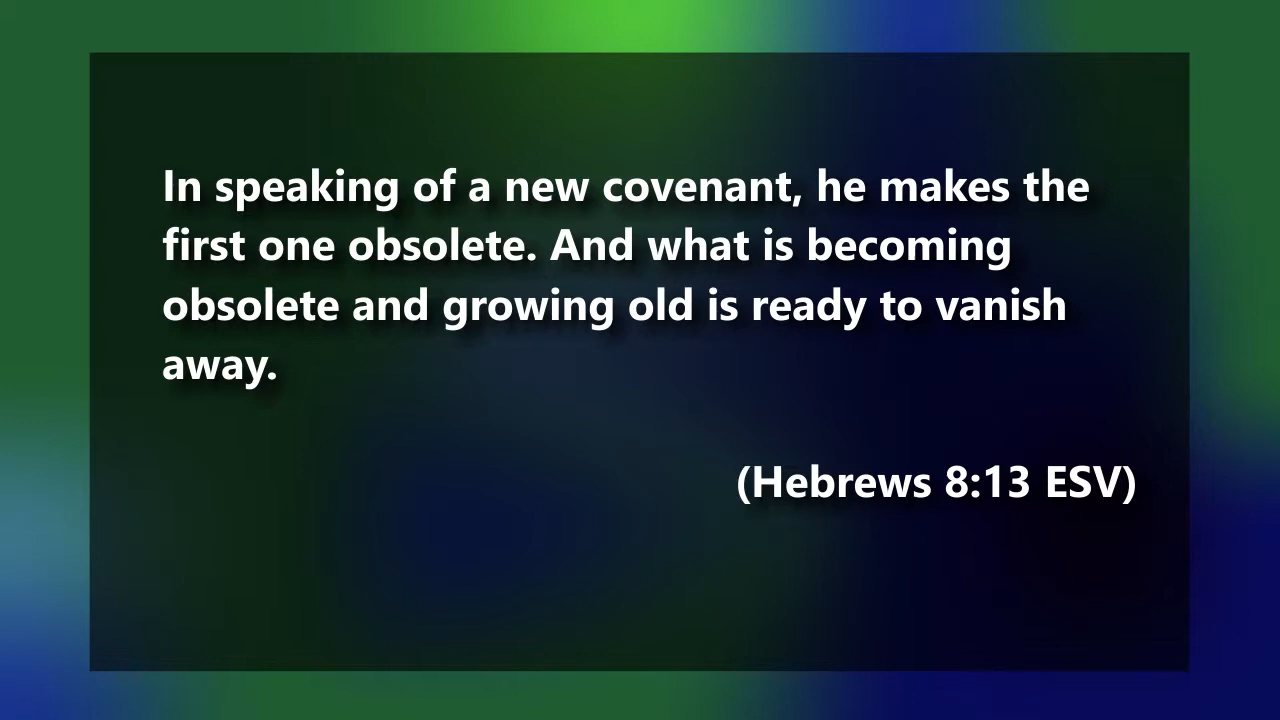 In speaking of a new covenant, he makes the
first one obsolete. And what is becoming
obsolete and growing old is ready to vanish
away.
(Hebrews 8:13 ESV)